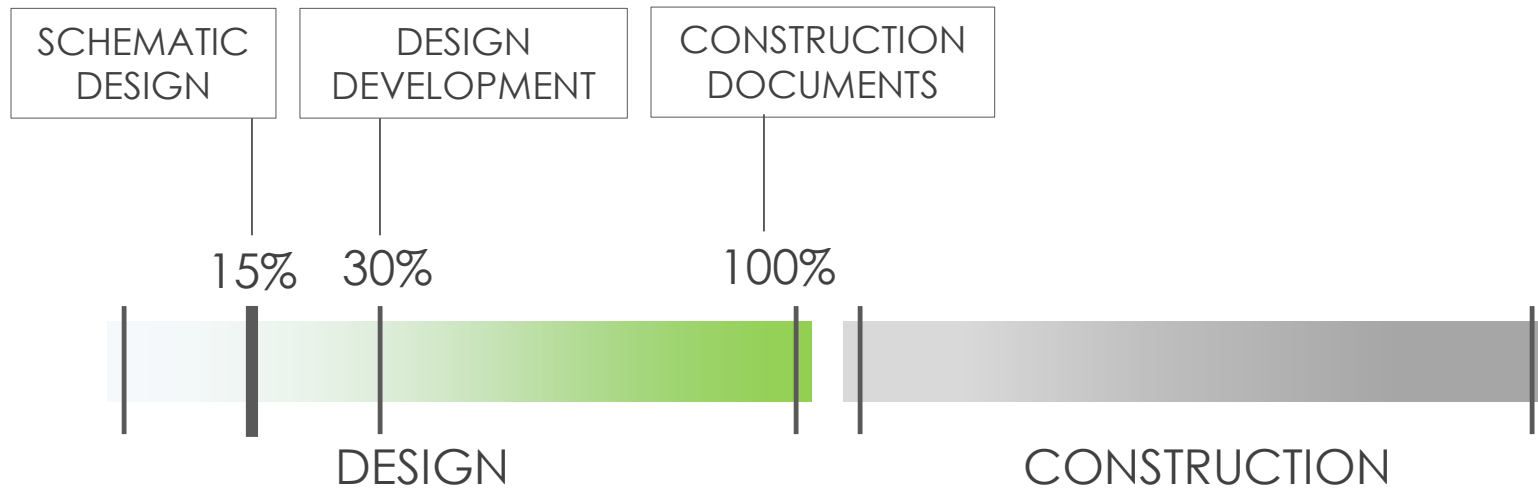 SCHEMATIC
DESIGN
DESIGN
DEVELOPMENT
CONSTRUCTION
DOCUMENTS
15%
30%
100%
DESIGN
CONSTRUCTION